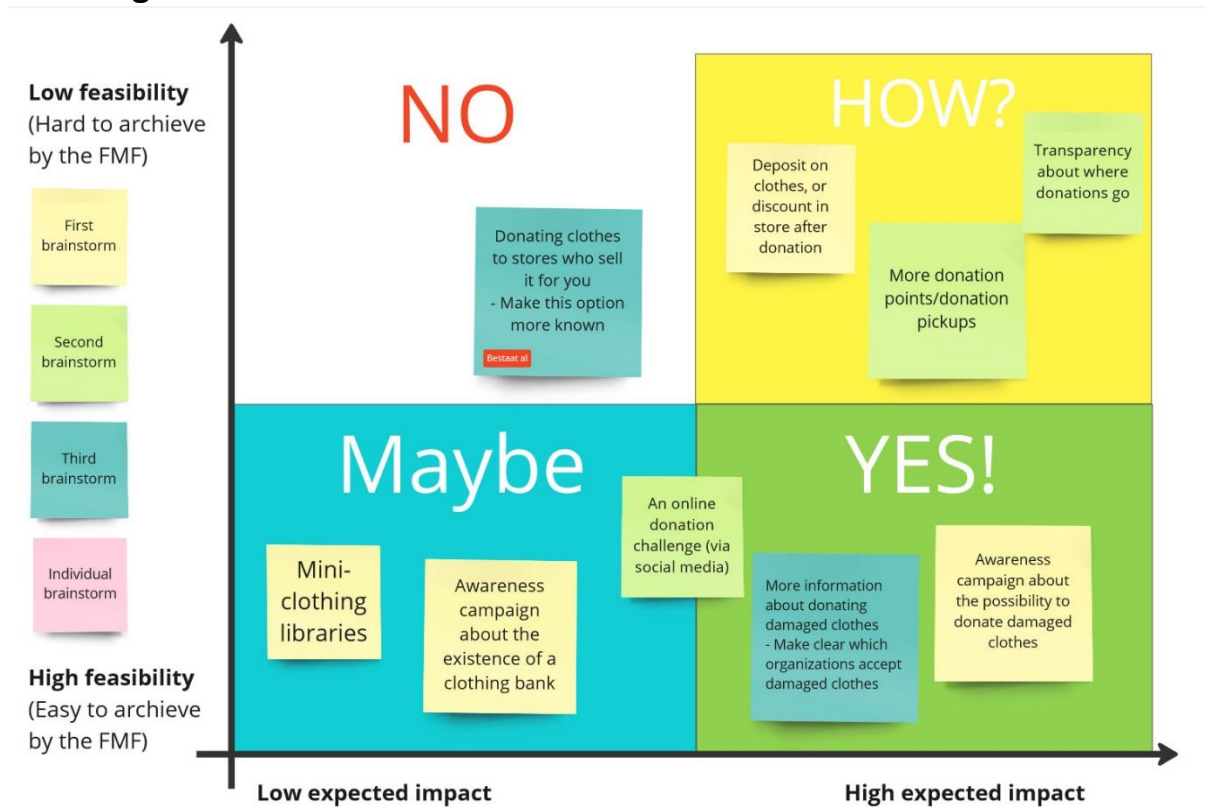 Low feasibility
(Hard to archieve
by the FMF)
First
brainstorm
Second
brainstorm
Third
brainstorm
Individual
brainstorm
High feasibility
(Easy to archieve
by the FMF)
NO
Donating clothes
to stores who sell
it for you
- Make this option
more known
Bestaat al
HOW?
Deposit on
clothes, or
discount in
store after
donation
Transparency
about where
donations go
More donation
points/donation
pickups
Maybe
Mini-
clothing
libraries
Awareness
campaign
about the
existence of a
clothing bank
An online
donation
challenge (via
social media)
YES!
More information
about donating
damaged clothes
- Make clear which
organizations accept
damaged clothes
Awareness
campaign about
the possibility to
donate damaged
clothes
Low expected impact
High expected impact